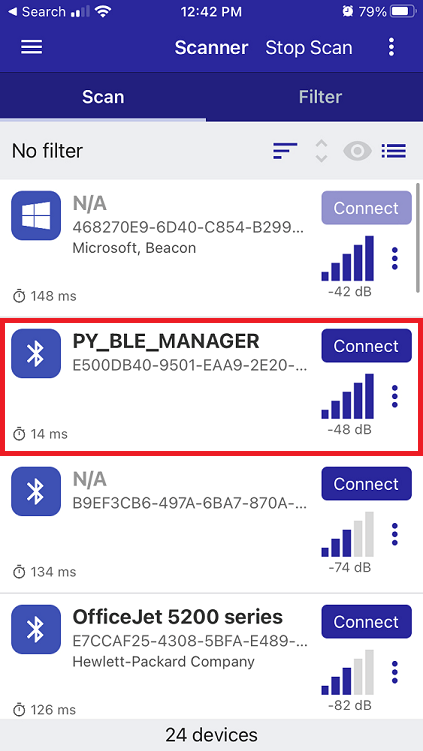 ◀ Search 12:42 PM 79%
Scanner Stop Scan
Scan Filter
No filter
N/A Connect
468270E9-6D40-C854-B299...
Microsoft, Beacon
148 ms -42 dB
PY_BLE_MANAGER Connect
E500DB40-9501-EAA9-2E20-...
14 ms -48 dB
N/A Connect
B9EF3CB6-497A-6BA7-870A-...
134 ms -74 dB
OfficeJet 5200 series Connect
E7CCAF25-4308-5BFA-E489-...
Hewlett-Packard Company
126 ms -82 dB
24 devices